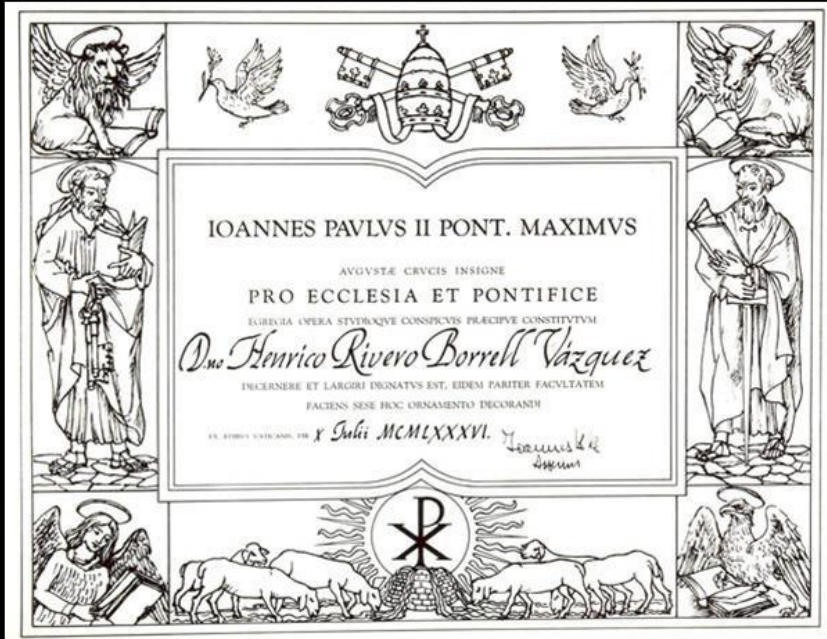 IOANNES PAVLVS II PONT. MAXIMVS
AVGVSTÆ CRVCIS INSIGNE
PRO ECCLESIA ET PONTIFICE
EGREGIA OPERA STVDIOQVE CONSPICVIS PRÆCIPVE CONSTITVTVM
D.no Henrico Rivero Borrell Vázquez
DECERNERE ET LARGIRI DIGNATVS EST, EIDEM PARITER FACVLTATEM
FACIENS SESE HOC ORNAMENTO DECORANDI
EX ÆDIBVS VATICANIS, DIE X Julii MCMLXXXVI.